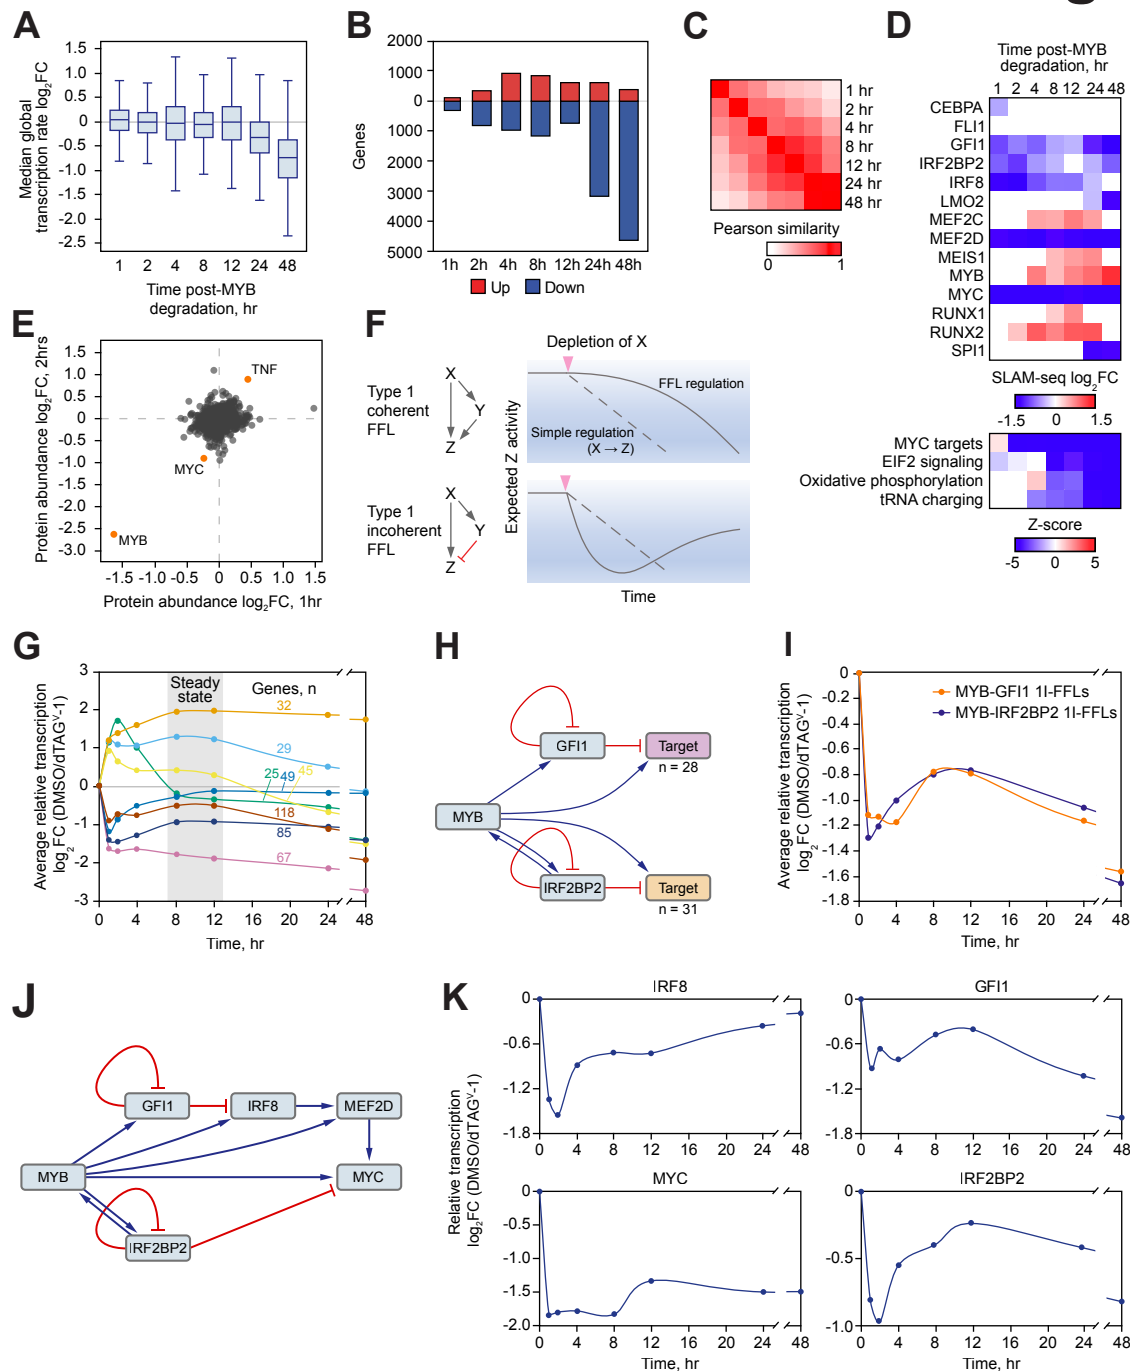 A
Median global
transcription rate log2FC
1.5
1.0
0.5
0
-0.5
-1.0
-1.5
-2.0
-2.5
1 2 4 8 12 24 48
Time post-MYB
degradation, hr
B
Genes
2000
1000
0
1000
2000
3000
4000
5000
1h 2h 4h 8h 12h 24h 48h
Up Down
C
1 hr
2 hr
4 hr
8 hr
12 hr
24 hr
48 hr
Pearson similarity
0 1
D
Time post-MYB
degradation, hr
1 2 4 8 12 24 48
CEBPA
FLI1
GFI1
IRF2BP2
IRF8
LMO2
MEF2C
MEF2D
MEIS1
MYB
MYC
RUNX1
RUNX2
SPI1
SLAM-seq log2FC
-1.5 0 1.5
MYC targets
EIF2 signaling
Oxidative phosphorylation
tRNA charging
Z-score
-5 0 5
E
Protein abundance log2FC, 2hrs
1.5
1.0
0.5
0
-0.5
-1.0
-1.5
-2.0
-2.5
-3.0
TNF
MYC
MYB
-1.5 -1.0 -0.5 0 0.5 1.0 1.5
Protein abundance log2FC, 1hr
F
Depletion of X
Type 1
coherent
FFL
X
Y
Z
FFL regulation
Simple regulation
(X → Z)
Expected Z activity
Type 1
incoherent
FFL
X
Y
Z
Time
G
Average relative transcription
log2FC (DMSO/dTAGV-1)
3
2
1
0
-1
-2
-3
Steady
state
Genes, n
32
29
25 49 45
118
85
67
0 4 8 12 16 20 24 48
Time, hr
H
GFI1
Target
n = 28
MYB
IRF2BP2
Target
n = 31
I
Average relative transcription
log2FC (DMSO/dTAGV-1)
0
-0.2
-0.4
-0.6
-0.8
-1.0
-1.2
-1.4
-1.6
-1.8
MYB-GFI1 1I-FFLs
MYB-IRF2BP2 1I-FFLs
0 4 8 12 16 20 24 48
Time, hr
J
GFI1
IRF8
MEF2D
MYB
MYC
IRF2BP2
K
Relative transcription
log2FC (DMSO/dTAGV-1)
IRF8
0
-0.6
-1.2
-1.8
0 4 8 12 16 20 24 48
GFI1
0
-0.6
-1.2
-1.8
0 4 8 12 16 20 24 48
MYC
0
-0.5
-1.0
-1.5
-2.0
0 4 8 12 16 20 24 48
Time, hr
IRF2BP2
0
-0.5
-1.0
0 4 8 12 16 20 24 48
Time, hr